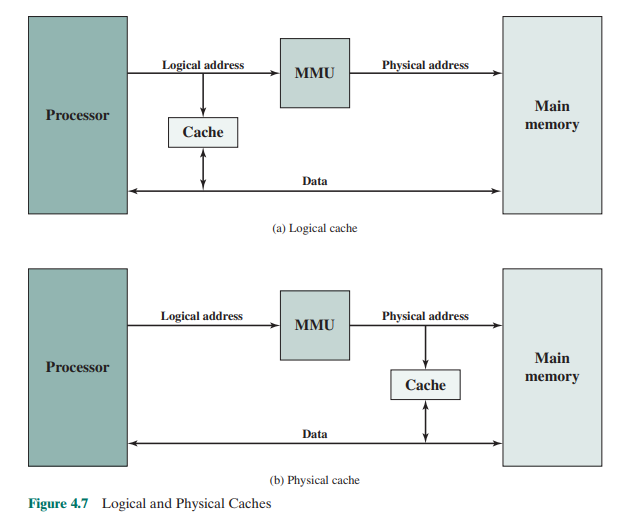 Logical address
MMU
Physical address
Processor
Main
memory
Cache
Data
(a) Logical cache
Logical address
MMU
Physical address
Processor
Main
memory
Cache
Data
(b) Physical cache
Figure 4.7 Logical and Physical Caches